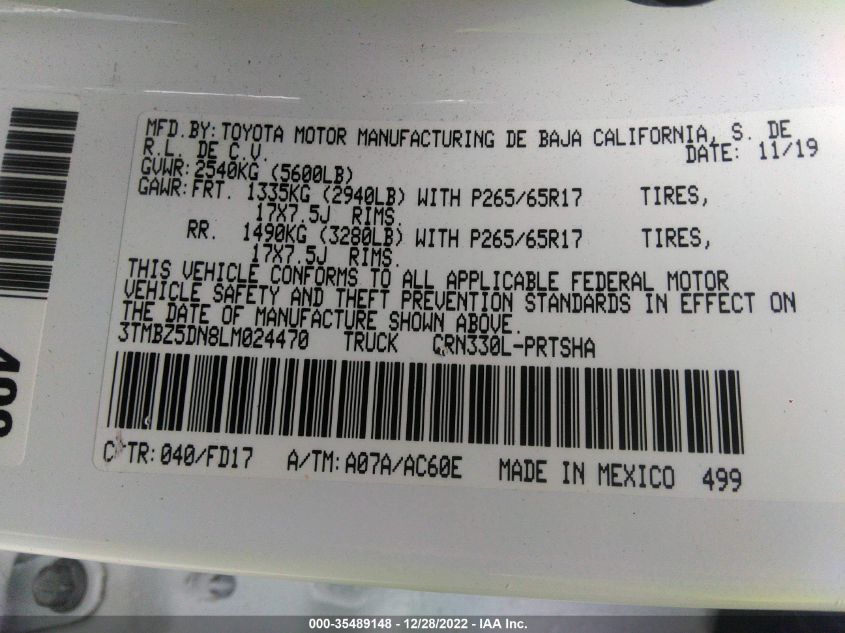 MFD.BY: TOYOTA MOTOR MANUFACTURING DE BAJA CALIFORNIA, S. DE
R.L. DE C.V. DATE: 11/19
GVWR: 2540KG (5600LB)
GAWR: FRT. 1335KG (2940LB) WITH P265/65R17 TIRES,
17X7.5J RIMS.
RR. 1490KG (3280LB) WITH P265/65R17 TIRES,
17X7.5J RIMS.
THIS VEHICLE CONFORMS TO ALL APPLICABLE FEDERAL MOTOR
VEHICLE SAFETY AND THEFT PREVENTION STANDARDS IN EFFECT ON
THE DATE OF MANUFACTURE SHOWN ABOVE.
3TMBZ5DN8LM024470 TRUCK GRN330L-PRTSHA
C/TR: 040/FD17 A/TM: A07A/AC60E MADE IN MEXICO 499
000-35489148 - 12/28/2022 - IAA Inc.